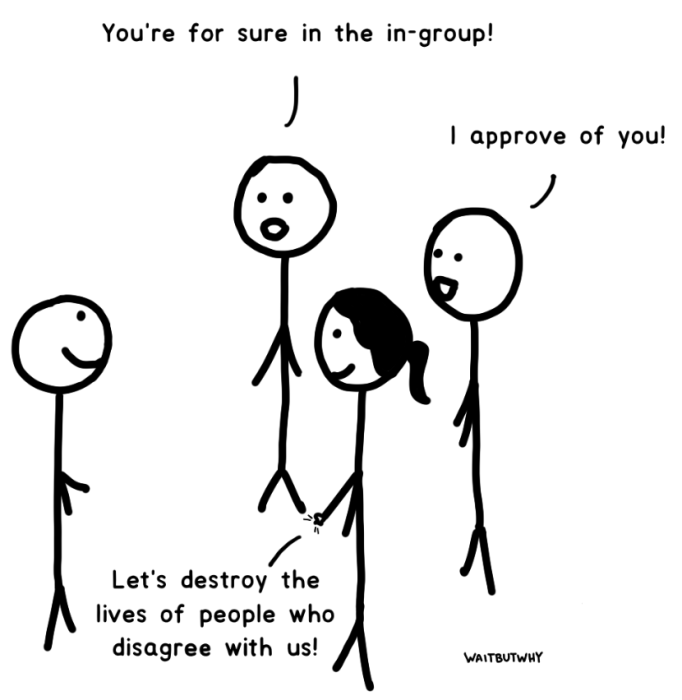 You're for sure in the in-group!
I approve of you!
Let's destroy the
lives of people who
disagree with us!
WAITBUTWHY